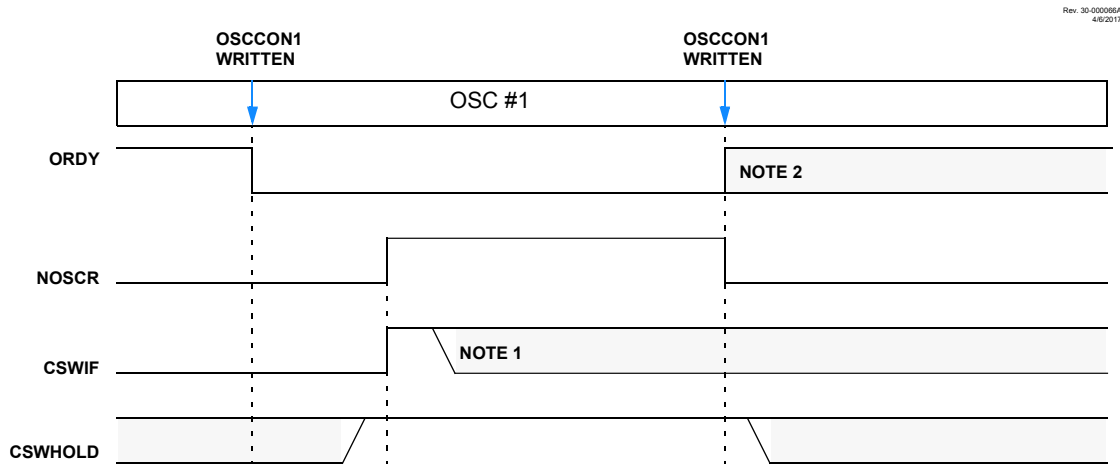 Rev. 30-000066A
4/6/2017
OSCCON1
WRITTEN
OSCCON1
WRITTEN
OSC #1
ORDY
NOTE 2
NOSCR
CSWIF
NOTE 1
CSWHOLD